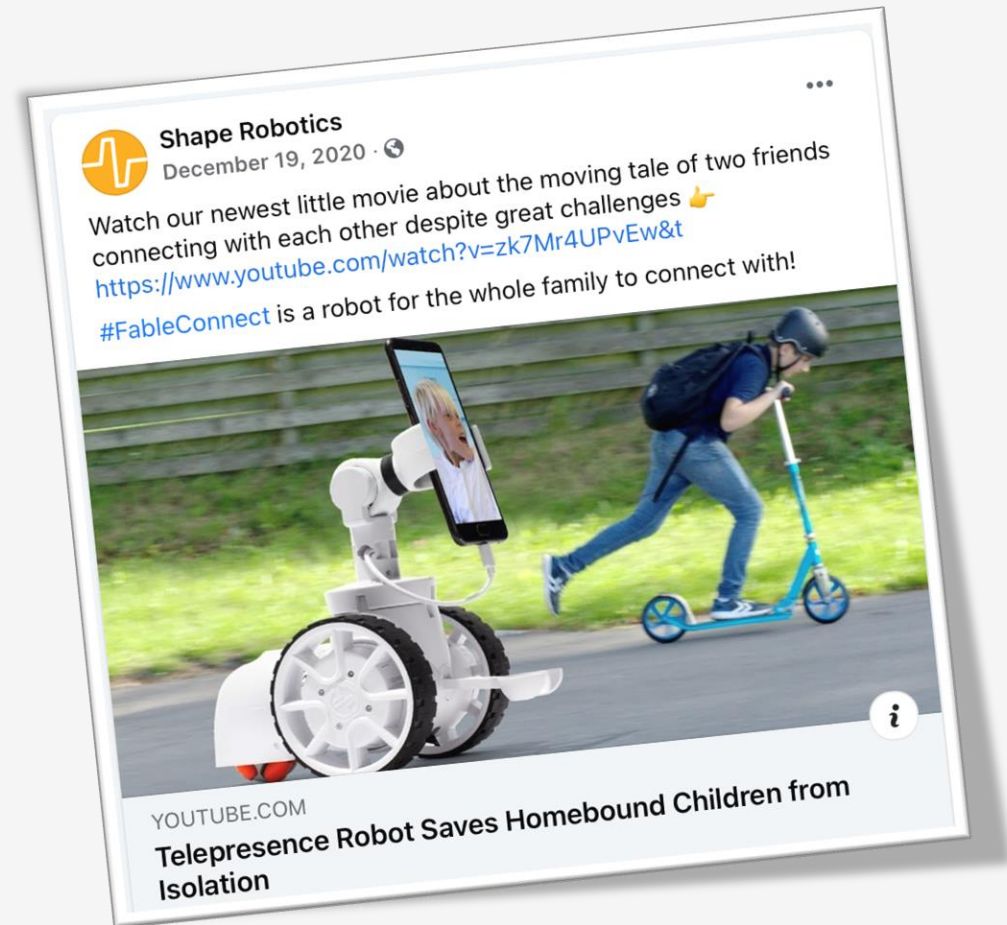 Shape Robotics
December 19, 2020 ·
Watch our newest little movie about the moving tale of two friends
connecting with each other despite great challenges 👉
https://www.youtube.com/watch?v=zk7Mr4UPvEw&t
#FableConnect is a robot for the whole family to connect with!
i
YOUTUBE.COM
Telepresence Robot Saves Homebound Children from
Isolation